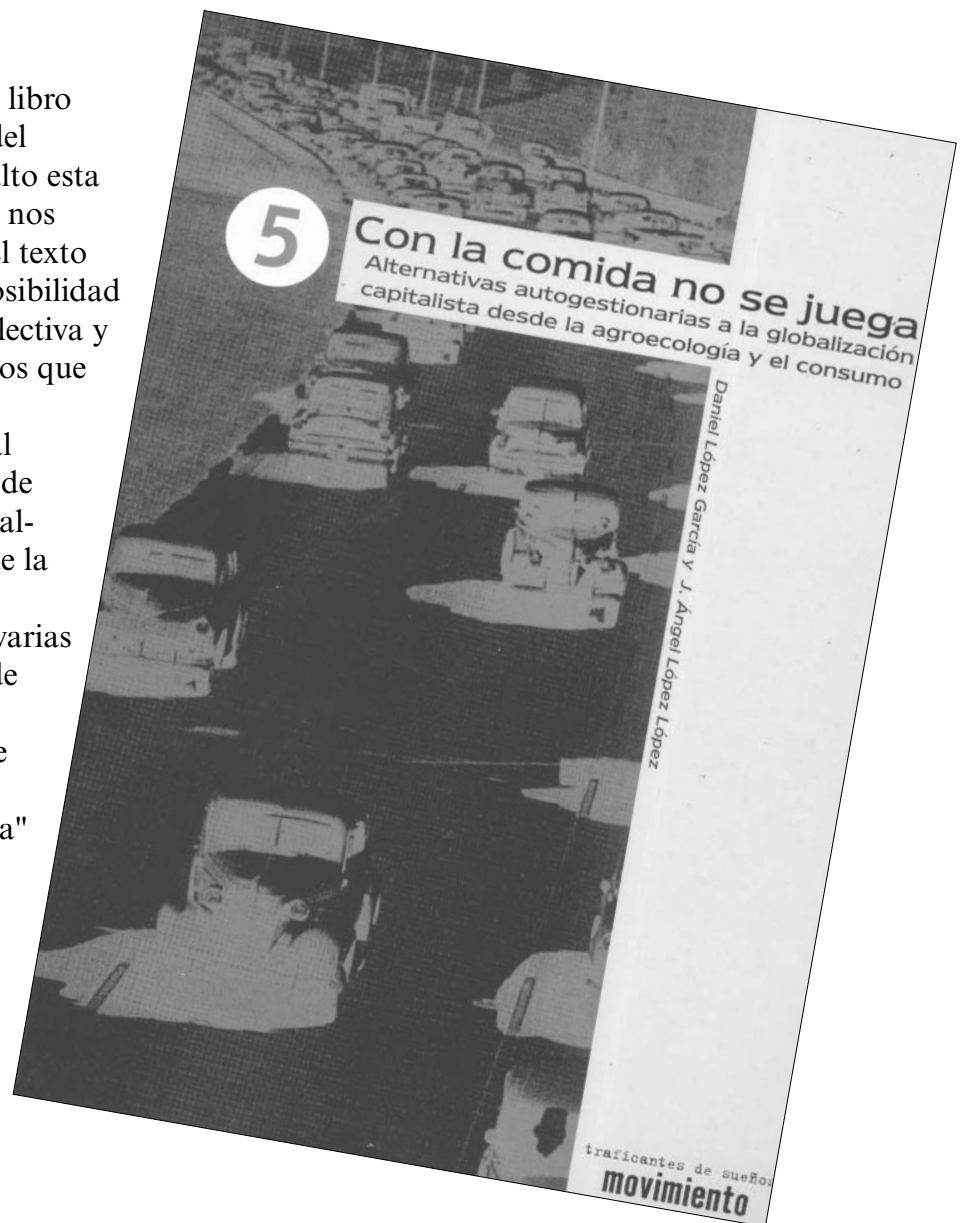 libro
del
esta
nos
texto
lectiva y
os que
de
al-
e la
varias
de
e
a"
5
Con la comida no se juega
Alternativas autogestionarias a la globalización
capitalista desde la agroecología y el consumo
Daniel López García y J. Ángel López López
traficantes de sueños
movimiento